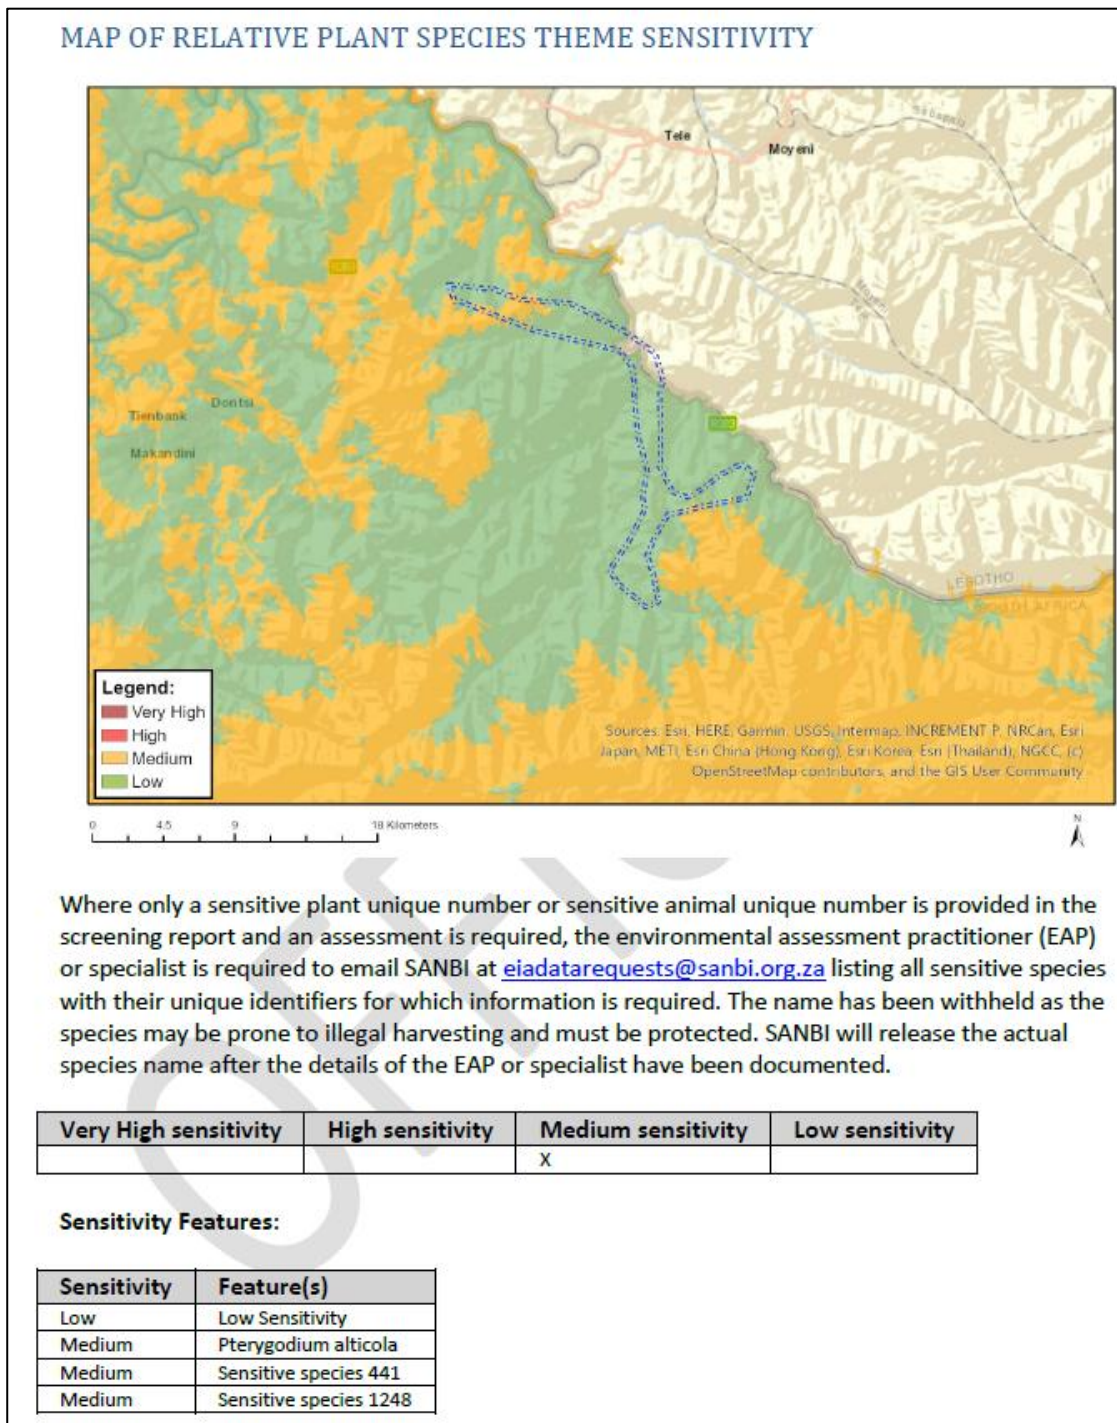 MAP OF RELATIVE PLANT SPECIES THEME SENSITIVITY
Tele
Moyeni
Dontsi
Tienbank
Makandini
LESOTHO
Legend:
Very High
High
Medium
Low
Sources: Esri, HERE, Garmin, USGS, Intermap, INCREMENT P, NRCan, Esri
Japan, METI, Esri China (Hong Kong), Esri Korea, Esri (Thailand), NGCC, (c)
OpenStreetMap contributors, and the GIS User Community
0 4.5 9 18 Kilometers
N
Where only a sensitive plant unique number or sensitive animal unique number is provided in the
screening report and an assessment is required, the environmental assessment practitioner (EAP)
or specialist is required to email SANBI at eiadatarequests@sanbi.org.za listing all sensitive species
with their unique identifiers for which information is required. The name has been withheld as the
species may be prone to illegal harvesting and must be protected. SANBI will release the actual
species name after the details of the EAP or specialist have been documented.
Very High sensitivity High sensitivity Medium sensitivity Low sensitivity
X
Sensitivity Features:
Sensitivity Feature(s)
Low Low Sensitivity
Medium Pterygodium alticola
Medium Sensitive species 441
Medium Sensitive species 1248